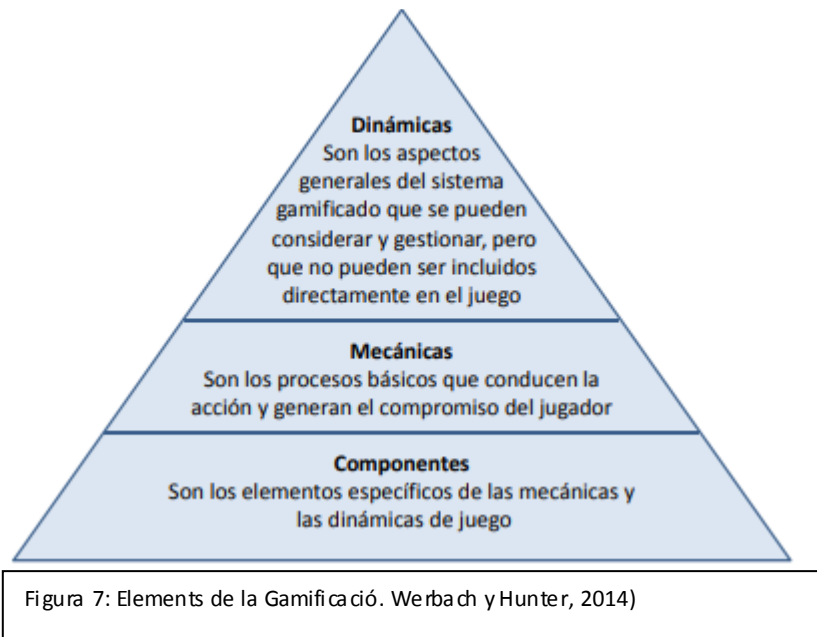 Dinámicas
Son los aspectos
generales del sistema
gamificado que se pueden
considerar y gestionar, pero
que no pueden ser incluidos
directamente en el juego
Mecánicas
Son los procesos básicos que conducen la
acción y generan el compromiso del jugador
Componentes
Son los elementos específicos de las mecánicas y
las dinámicas de juego
Figura 7: Elements de la Gamificació. Werbach y Hunter, 2014)